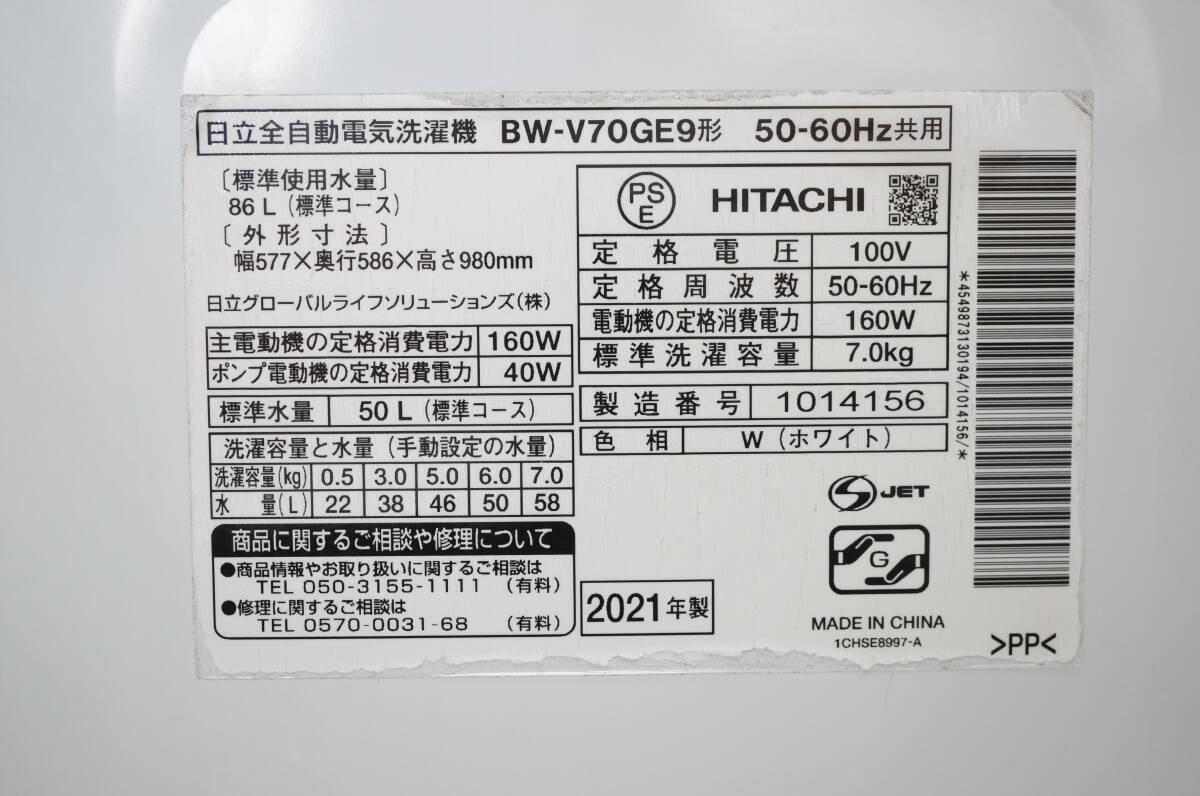 日立全自動電気洗濯機 BW-V70GE9形 50-60Hz共用
〔標準使用水量〕
86 L (標準コース)
〔外形寸法〕
幅577×奥行586×高さ980mm
日立グローバルライフソリューションズ(株)
主電動機の定格消費電力 160W
ポンプ電動機の定格消費電力 40W
標準水量 50 L (標準コース)
洗濯容量と水量 (手動設定の水量)
洗濯容量(kg) 0.5 3.0 5.0 6.0 7.0
水 量(L) 22 38 46 50 58
商品に関するご相談や修理について
●商品情報やお取り扱いに関するご相談は
TEL 050-3155-1111 (有料)
●修理に関するご相談は
TEL 0570-0031-68 (有料)
PS
E
HITACHI
定格電圧 100V
定格周波数 50-60Hz
電動機の定格消費電力 160W
標準洗濯容量 7.0kg
製造番号 1014156
色相 W (ホワイト)
S JET
G
2021年製
MADE IN CHINA
1CHSE8997-A
>PP<
*4549873130194/1014156/*